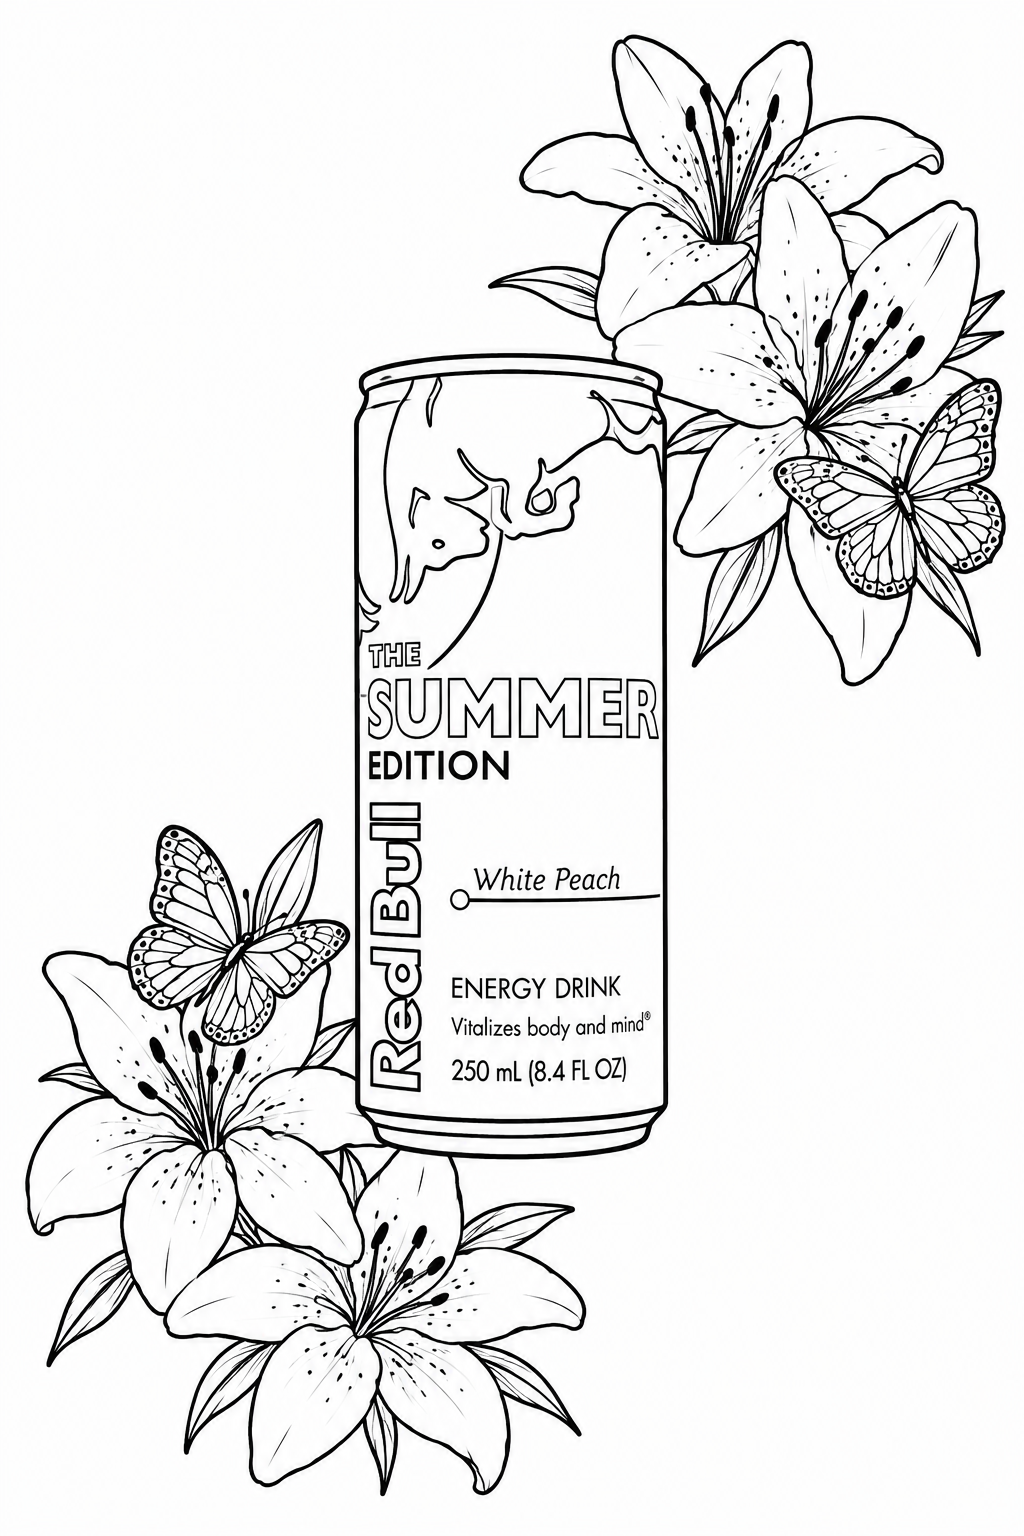 THE
SUMMER
EDITION
Red Bull
White Peach
ENERGY DRINK
Vitalizes body and mind®
250 mL (8.4 FL OZ)